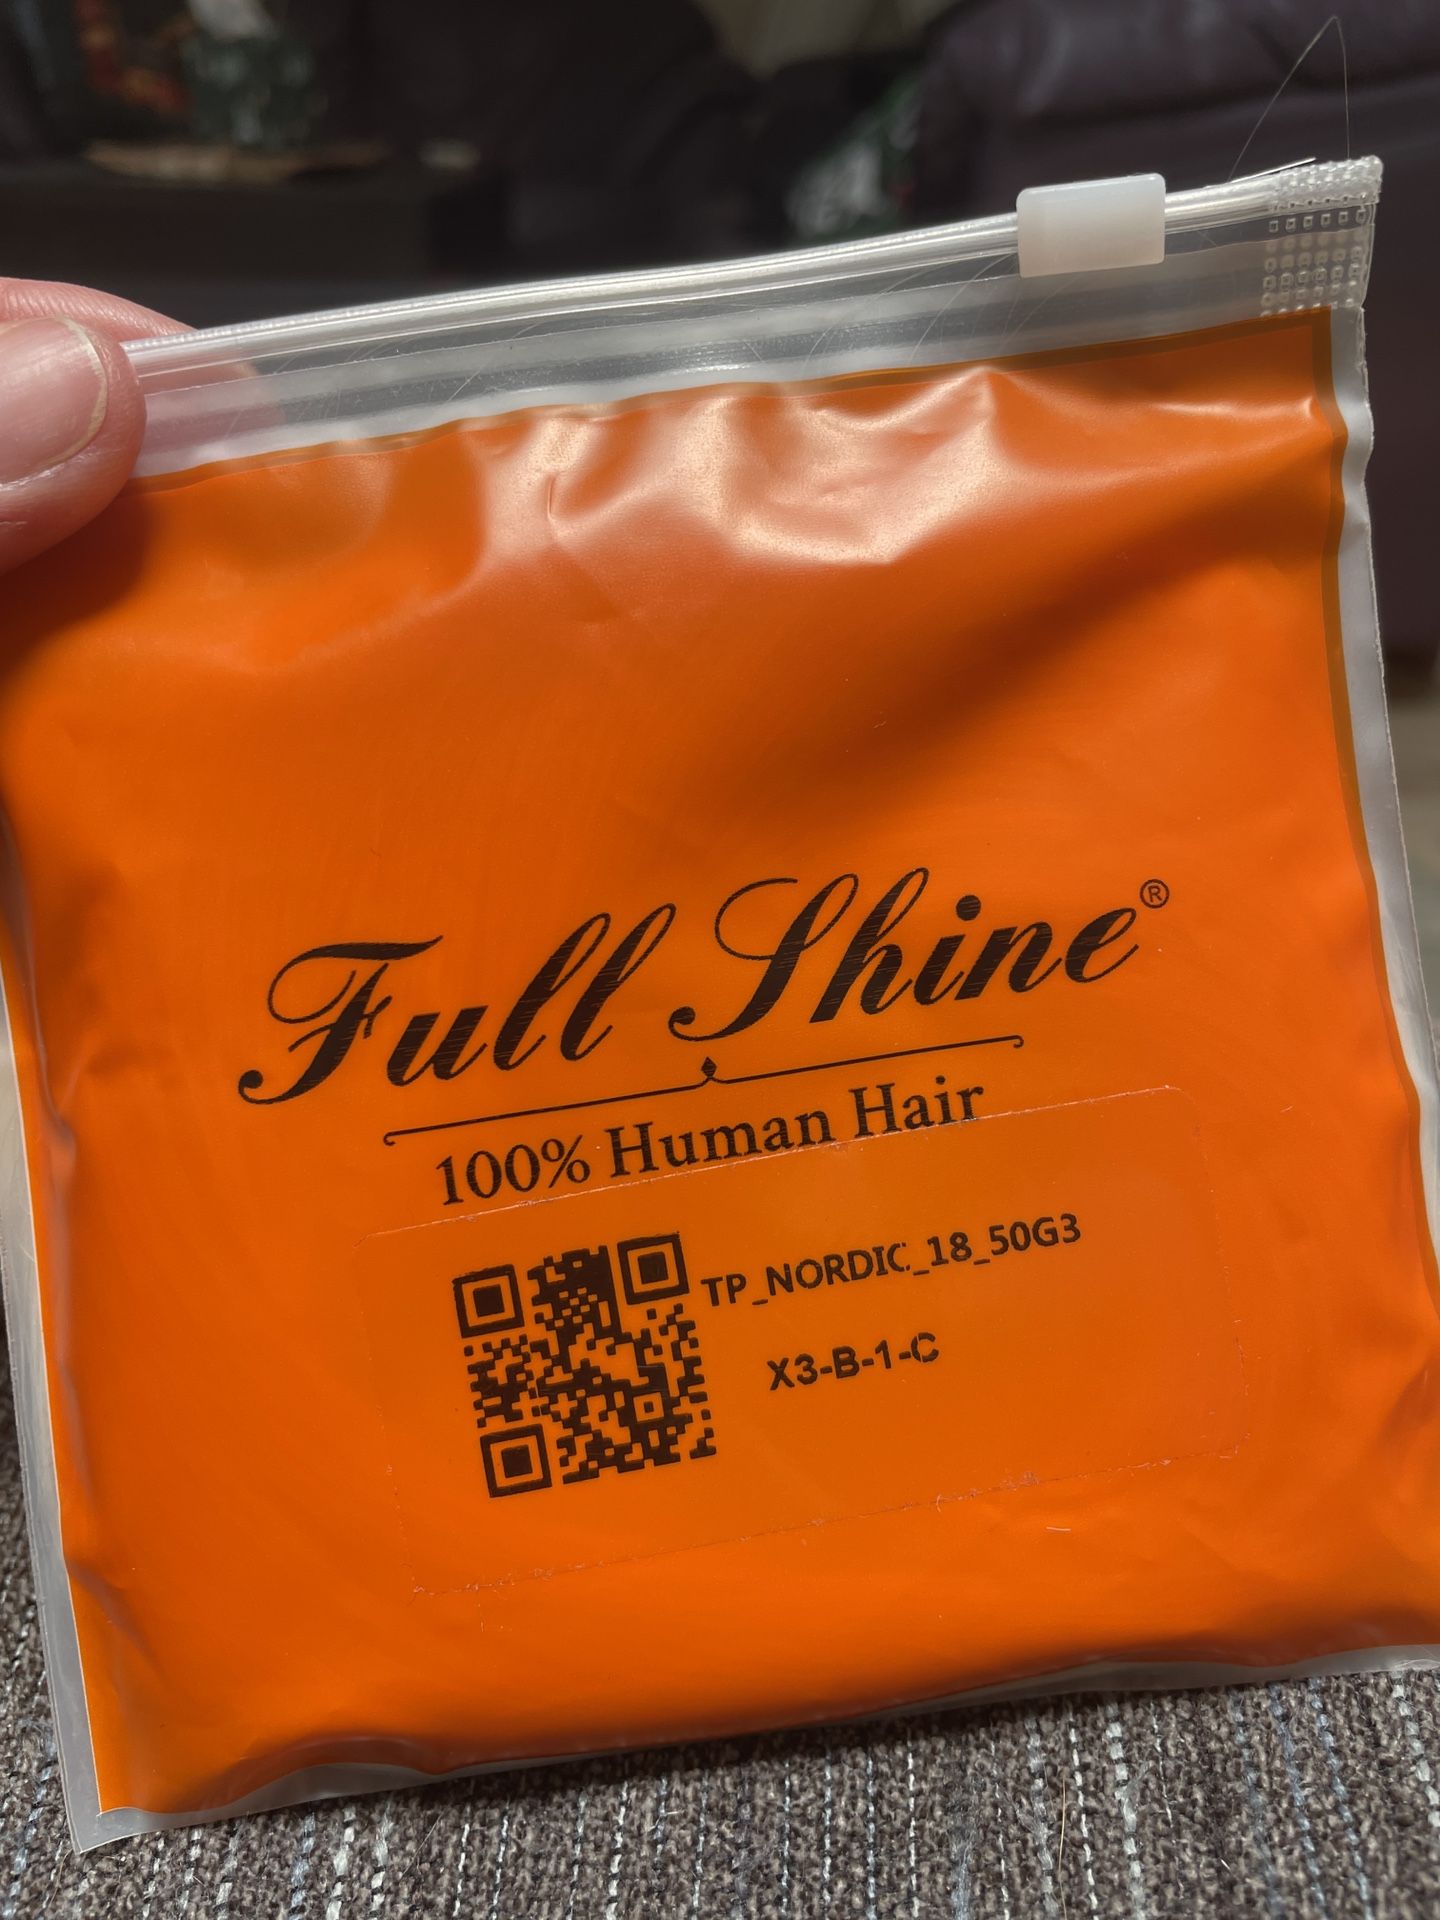 Full Shine®
100% Human Hair
TP_NORDIC_18_50G3
X3-B-1-C